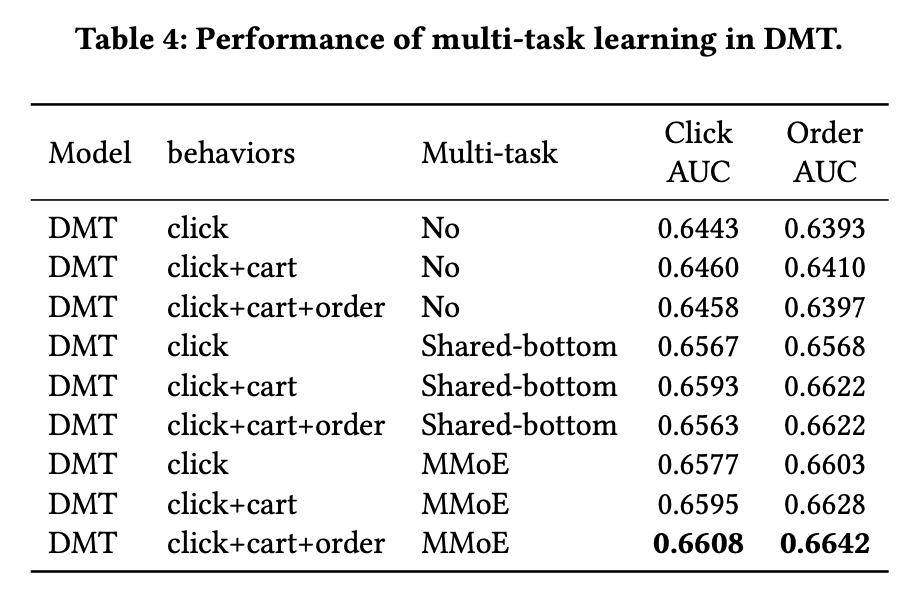 Table 4: Performance of multi-task learning in DMT.
Model behaviors Multi-task Click AUC Order AUC
DMT click No 0.6443 0.6393
DMT click+cart No 0.6460 0.6410
DMT click+cart+order No 0.6458 0.6397
DMT click Shared-bottom 0.6567 0.6568
DMT click+cart Shared-bottom 0.6593 0.6622
DMT click+cart+order Shared-bottom 0.6563 0.6622
DMT click MMoE 0.6577 0.6603
DMT click+cart MMoE 0.6595 0.6628
DMT click+cart+order MMoE 0.6608 0.6642